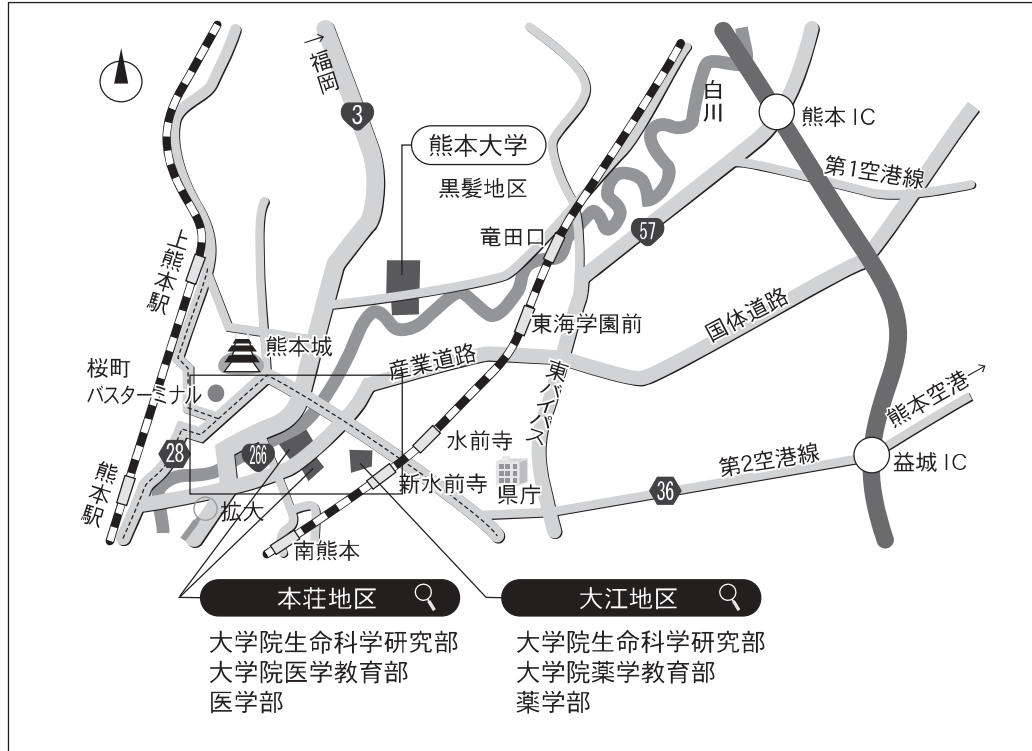 →福岡
3
白川
熊本IC
熊本大学
黒髪地区
第1空港線
57
竜田口
上熊本駅
東海学園前
国体道路
熊本城
産業道路
桜町
バスターミナル
東バイパス
熊本空港→
水前寺
28
266
第2空港線
益城IC
新水前寺
県庁
36
熊本駅
拡大
南熊本
本荘地区
大学院生命科学研究部
大学院医学教育部
医学部
大江地区
大学院生命科学研究部
大学院薬学教育部
薬学部